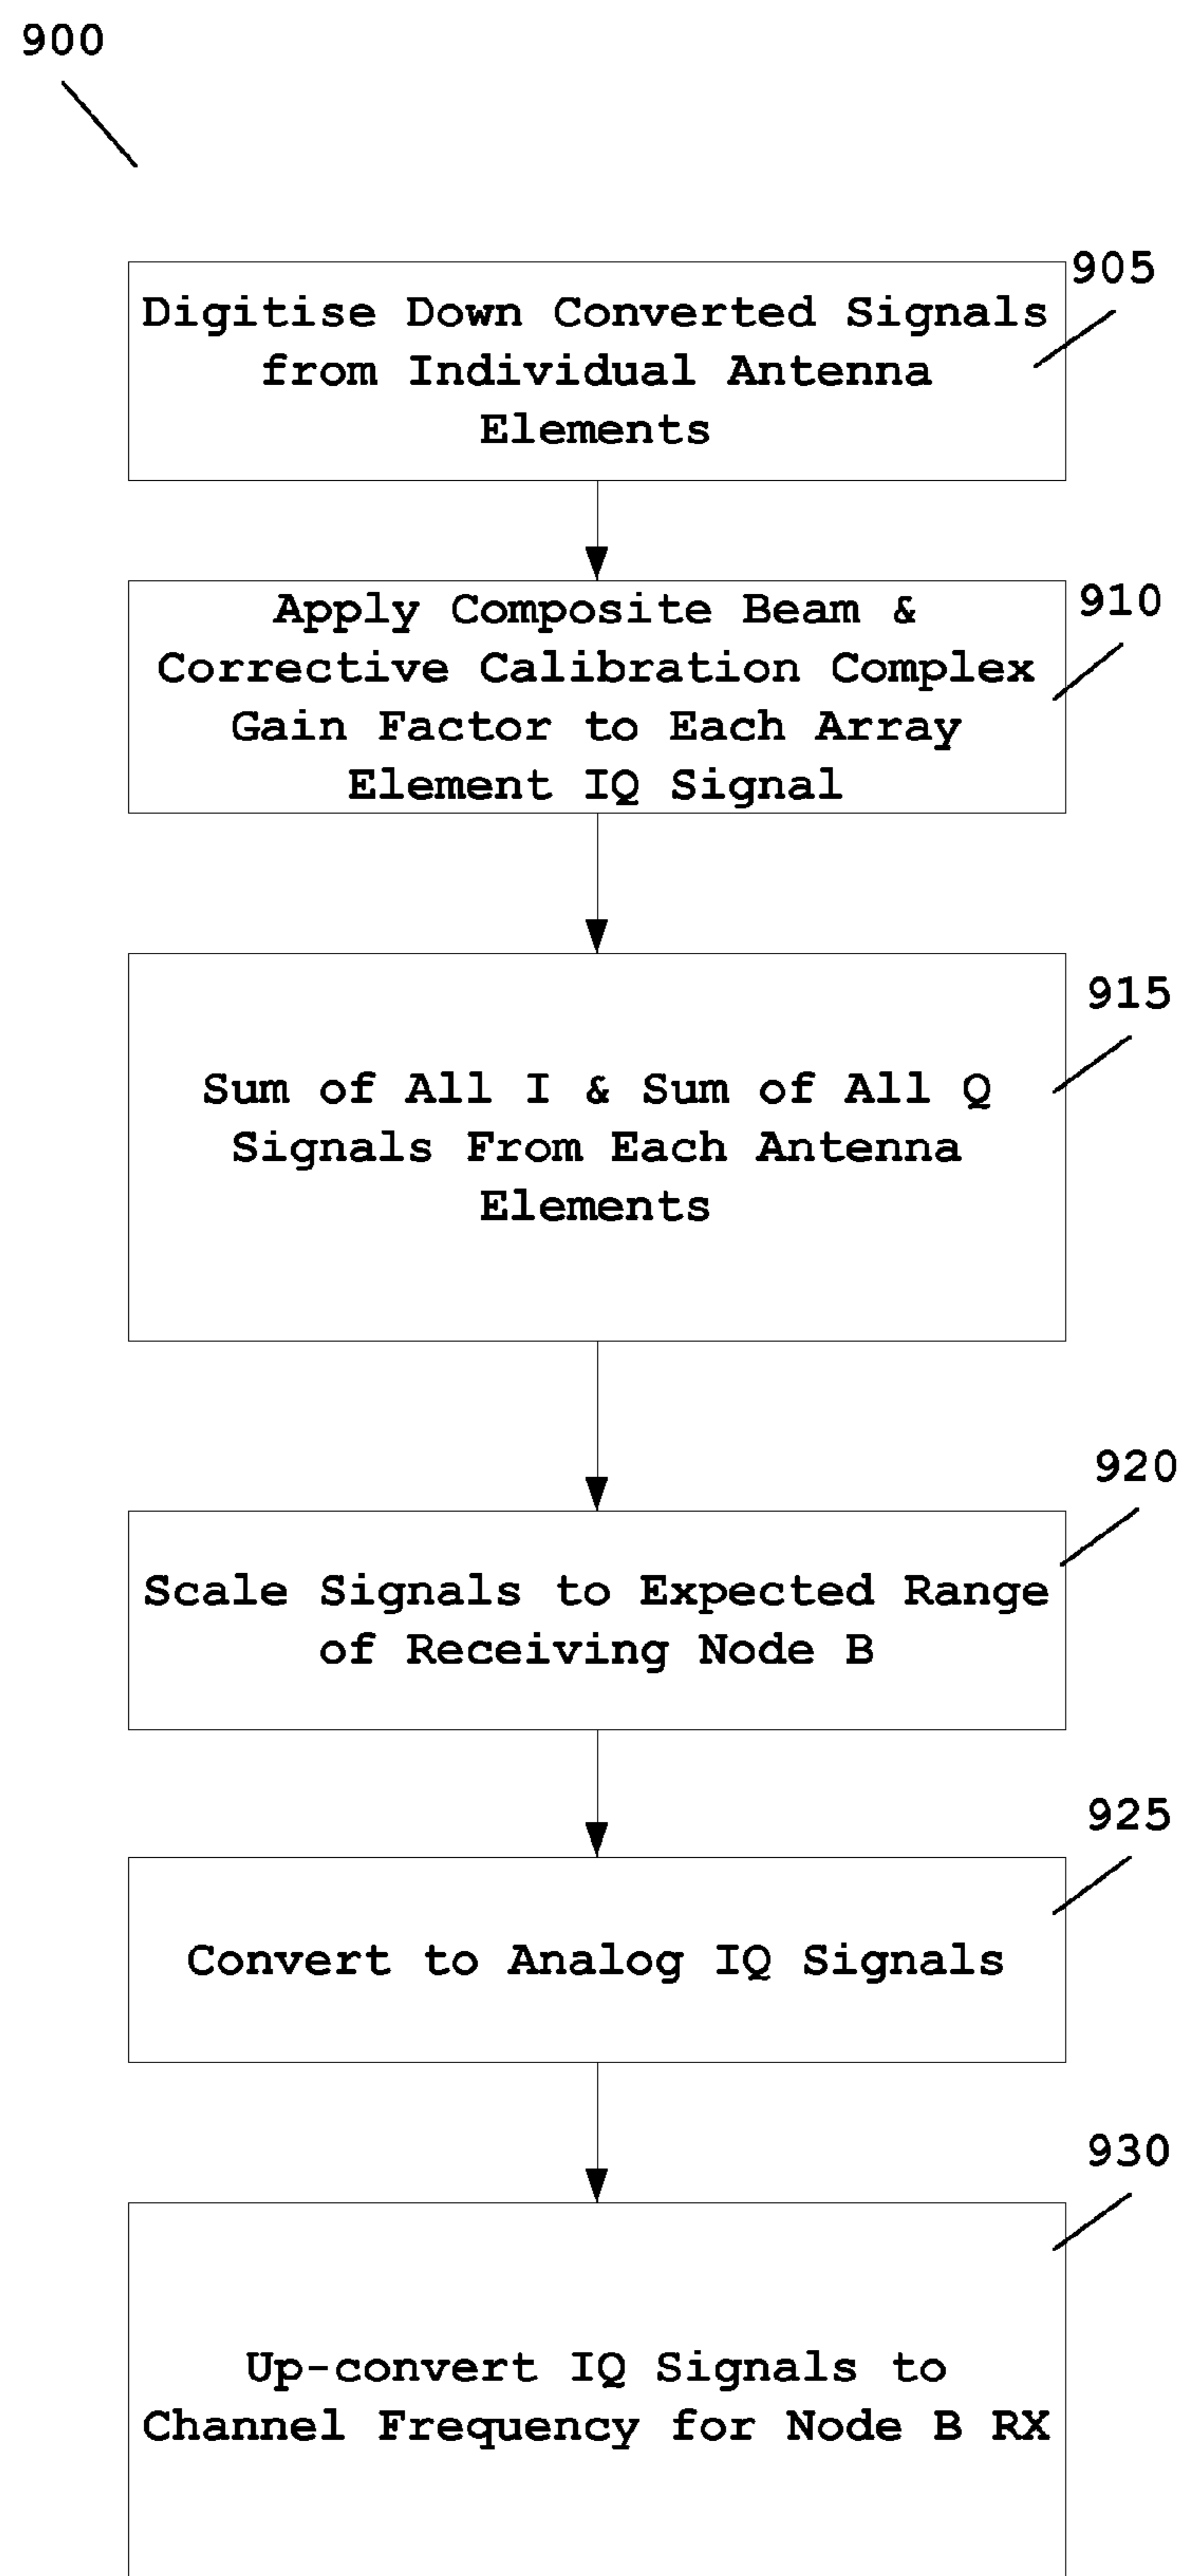 900
905
Digitise Down Converted Signals
from Individual Antenna
Elements
910
Apply Composite Beam &
Corrective Calibration Complex
Gain Factor to Each Array
Element IQ Signal
915
Sum of All I & Sum of All Q
Signals From Each Antenna
Elements
920
Scale Signals to Expected Range
of Receiving Node B
925
Convert to Analog IQ Signals
930
Up-convert IQ Signals to
Channel Frequency for Node B RX